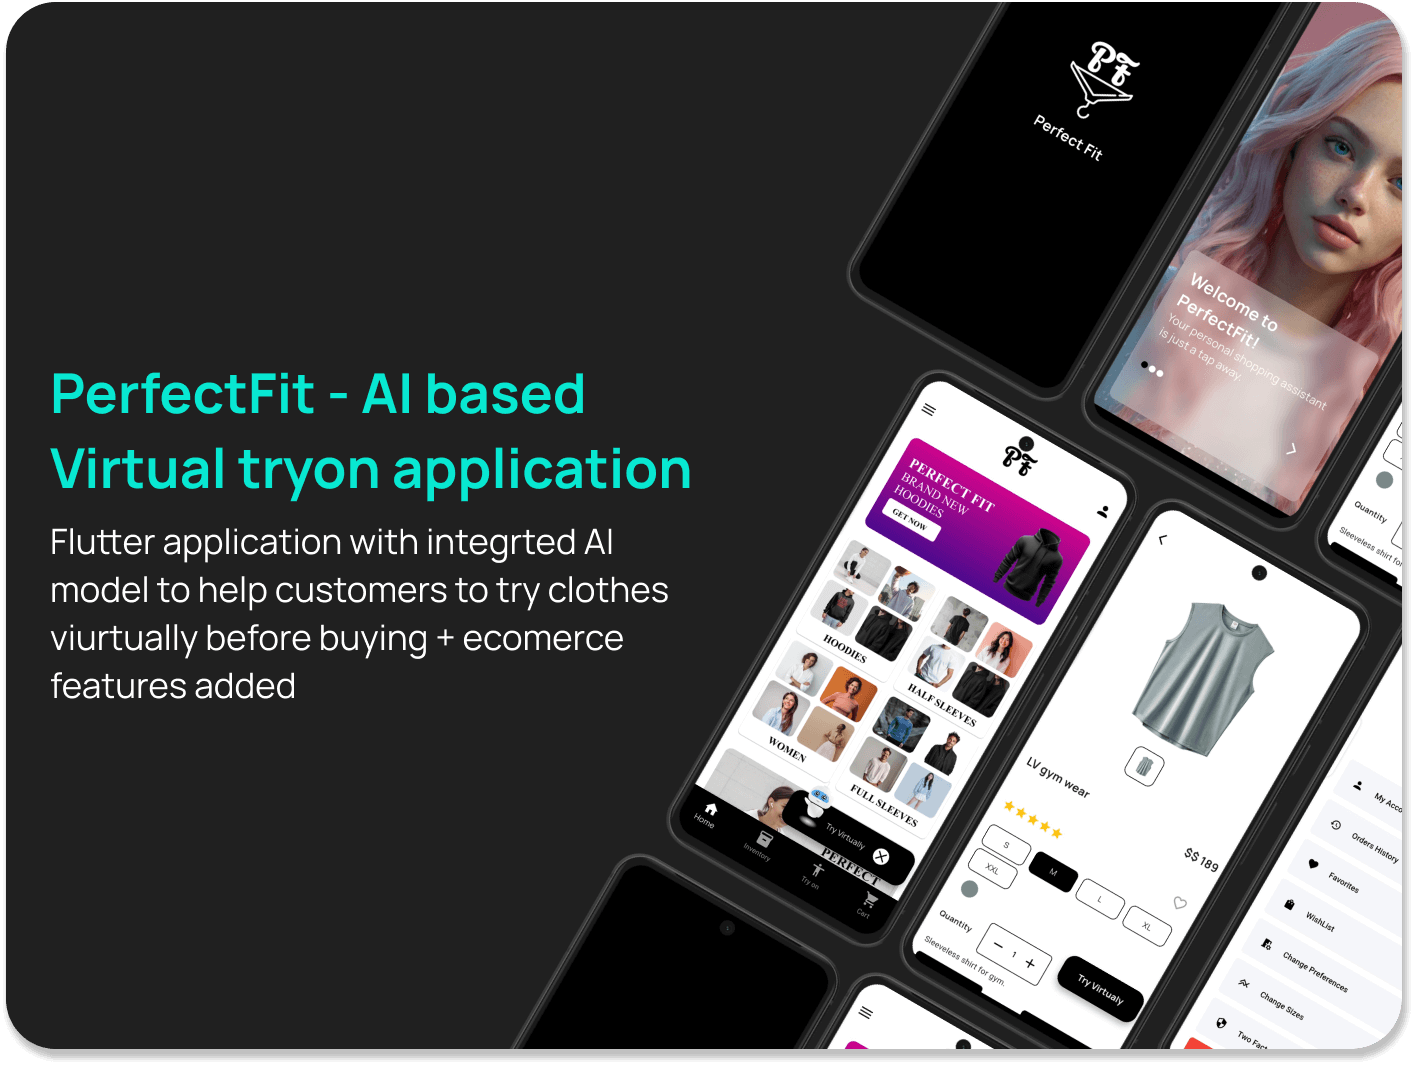 PF
Perfect Fit
Welcome to
PerfectFit!
Your personal shopping assistant
is just a tap away.
PerfectFit - AI based
Virtual tryon application
Flutter application with integrted AI
model to help customers to try clothes
viurtually before buying + ecomerce
features added
PF
PERFECT FIT
BRAND NEW
HOODIES
GET NOW
HOODIES
HALF SLEEVES
WOMEN
FULL SLEEVES
Try Virtually
PERFECT
Home
Inventory
Try on
Cart
LV gym wear
$$ 189
S
M
L
XL
XXL
Quantity
1
Sleeveless shirt for gym.
Try Virtualy
Quantity
Sleeveless shirt for
My Acco
Orders History
Favorites
WishList
Change Preferences
Change Sizes
Two Fact